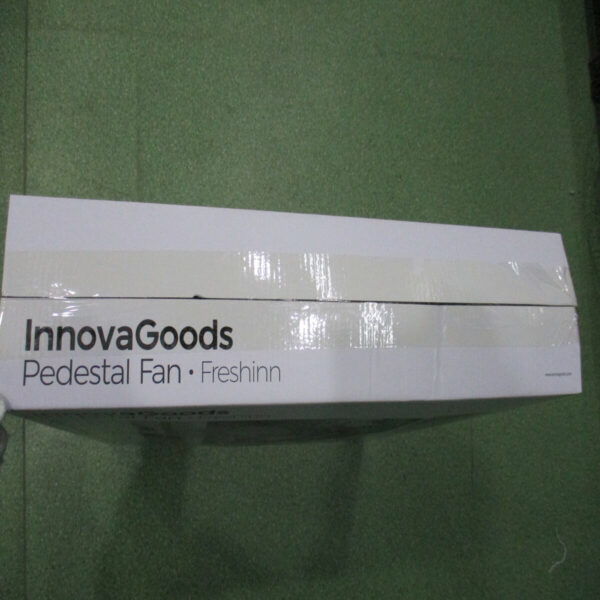 InnovaGoods
Pedestal Fan • Freshinn